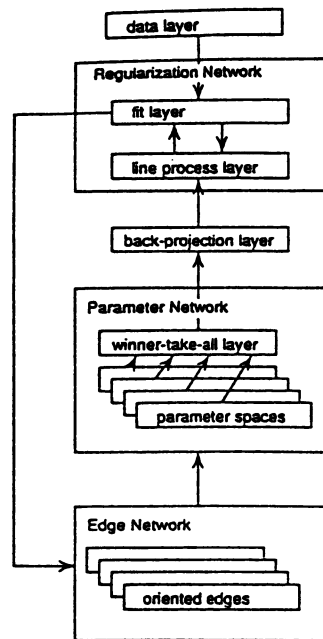 data layer
Regularization Network
fit layer
line process layer
back-projection layer
Parameter Network
winner-take-all layer
parameter spaces
Edge Network
oriented edges